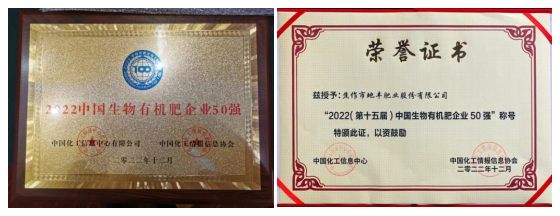 2022中国生物有机肥企业50强
中国化工信息中心有限公司
中国化工情报信息协会
二零二二年十二月
荣誉证书
兹授予:焦作市地丰肥业股份有限公司
“2022(第十五届)中国生物有机肥企业50强”称号
特颁此证,以资鼓励
中国化工信息中心
中国化工情报信息协会
二零二二年十二月